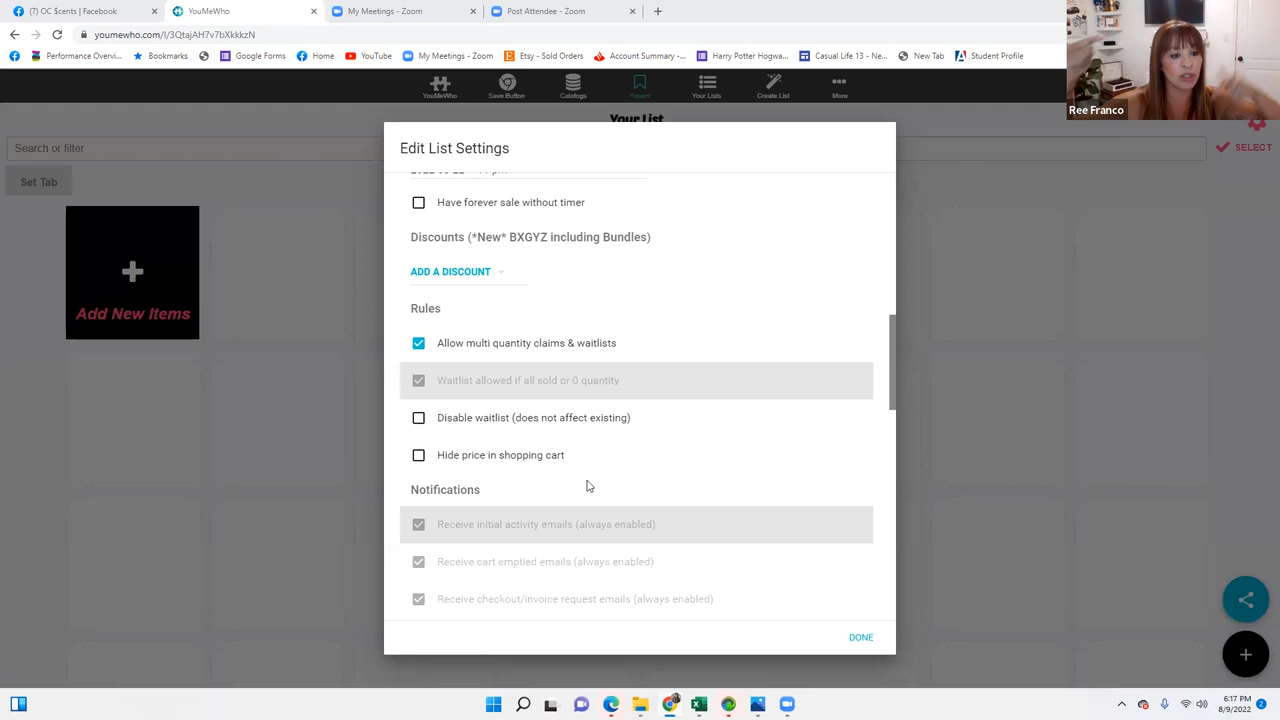 (7) OC $cents | Facebook
YouMeWho
My Meetings - Zoom
Post Attendee - Zoom
youmewho.com/l/3QtajAH7v7bXkkkzN
Performance Overvi...
Bookmarks
Google Forms
Home
YouTube
My Meetings - Zoom
Etsy - Sold Orders
Account Summary -...
Harry Potter Hogwa...
Casual Life 13 - Ne...
New Tab
Student Profile
Ree Franco
YouMeWho
Save Button
Catalogs
Recent
Your Lists
Create List
More
Your List
Search or filter
SELECT
Set Tab
Add New Items
Edit List Settings
Have forever sale without timer
Discounts (*New* BXGYZ including Bundles)
ADD A DISCOUNT
Rules
Allow multi quantity claims & waitlists
Waitlist allowed if all sold or 0 quantity
Disable waitlist (does not affect existing)
Hide price in shopping cart
Notifications
Receive initial activity emails (always enabled)
Receive cart emptied emails (always enabled)
Receive checkout/invoice request emails (always enabled)
DONE
6:17 PM
8/9/2022
2